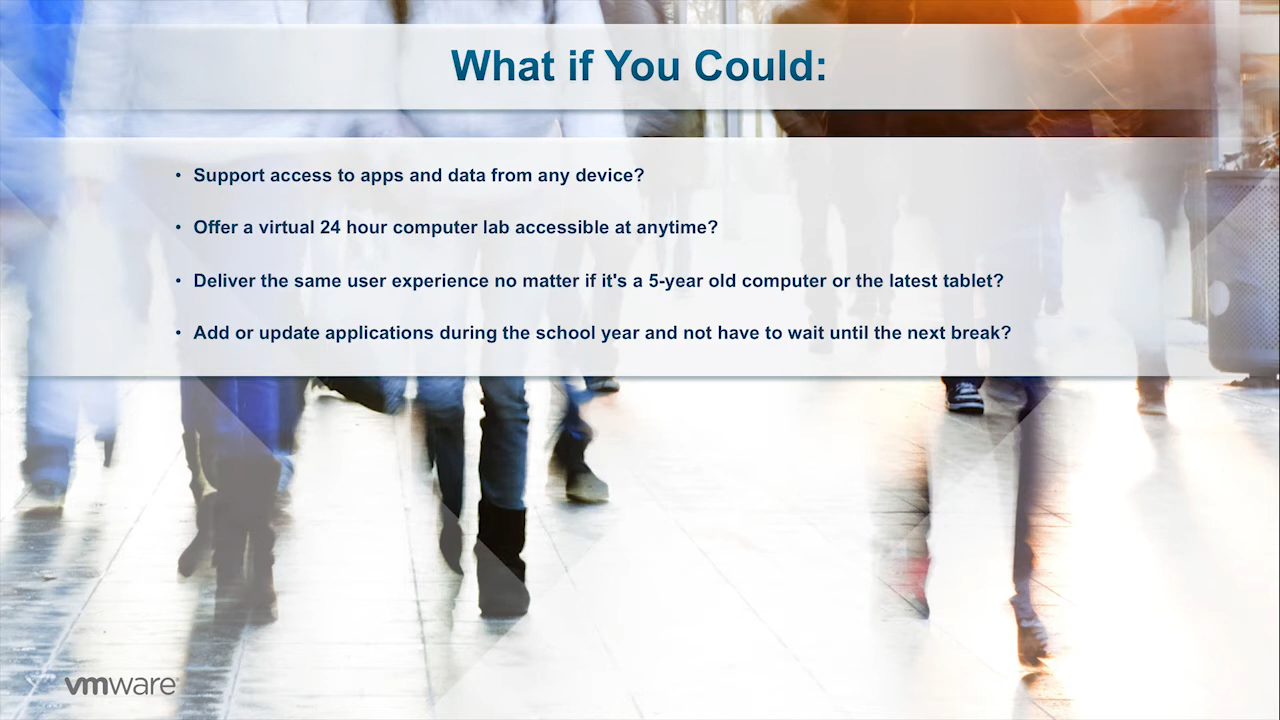 What if You Could:
• Support access to apps and data from any device?
• Offer a virtual 24 hour computer lab accessible at anytime?
• Deliver the same user experience no matter if it's a 5-year old computer or the latest tablet?
• Add or update applications during the school year and not have to wait until the next break?
vmware